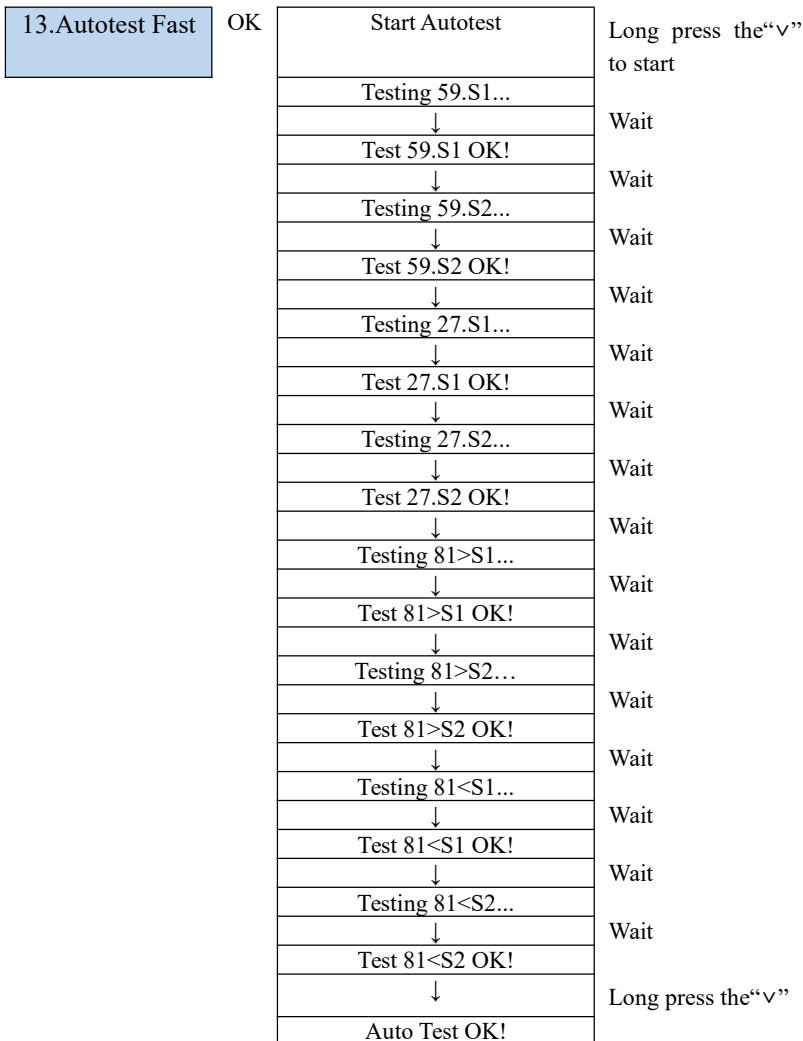 13.Autotest Fast OK Start Autotest Long press the“˅”
to start
Testing 59.S1...
↓ Wait
Test 59.S1 OK!
↓ Wait
Testing 59.S2...
↓ Wait
Test 59.S2 OK!
↓ Wait
Testing 27.S1...
↓ Wait
Test 27.S1 OK!
↓ Wait
Testing 27.S2...
↓ Wait
Test 27.S2 OK!
↓ Wait
Testing 81>S1...
↓ Wait
Test 81>S1 OK!
↓ Wait
Testing 81>S2…
↓ Wait
Test 81>S2 OK!
↓ Wait
Testing 81<S1...
↓ Wait
Test 81<S1 OK!
↓ Wait
Testing 81<S2...
↓ Wait
Test 81<S2 OK!
↓ Long press the“˅”
Auto Test OK!